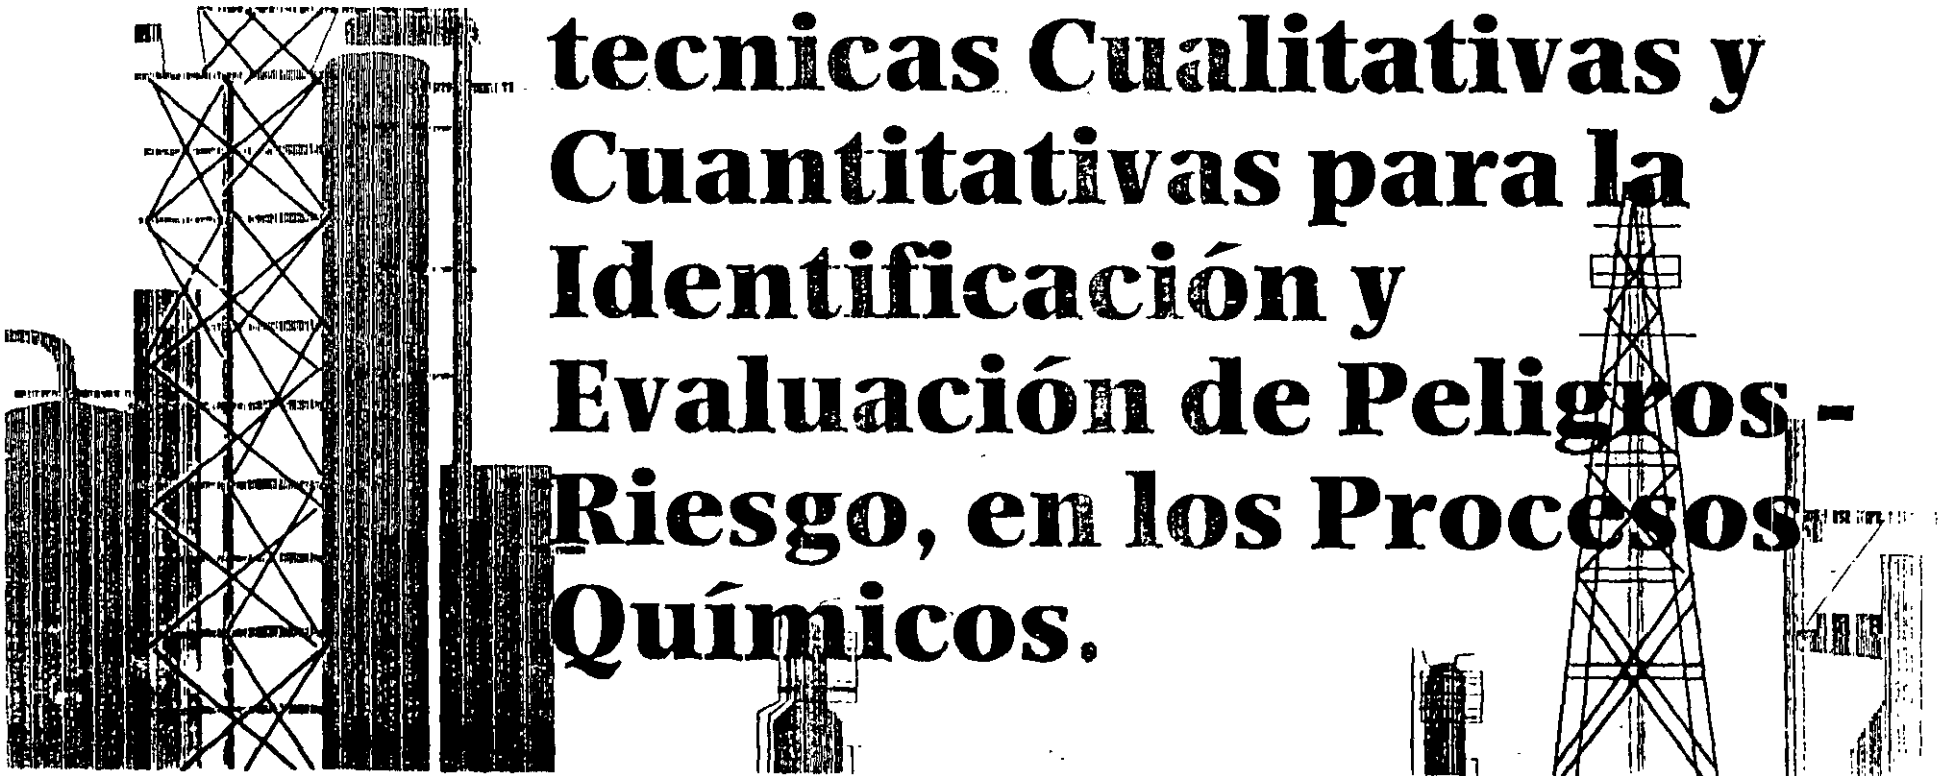 tecnicas Cualitativas y
Cuantitativas para la
Identificación y
Evaluación de Peligros -
Riesgo, en los Procesos
Químicos.